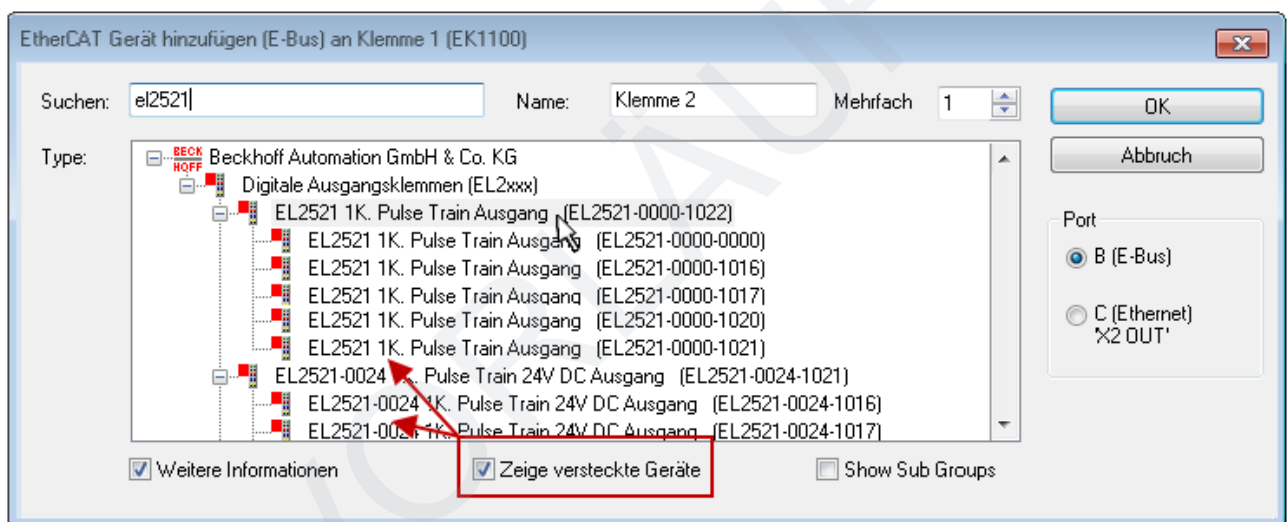 EtherCAT Gerät hinzufügen (E-Bus) an Klemme 1 (EK1100)
Suchen: el2521 Name: Klemme 2 Mehrfach 1 OK
Abbruch
Type: BECKHOFF Beckhoff Automation GmbH & Co. KG
Digitale Ausgangsklemmen (EL2xxx)
EL2521 1K. Pulse Train Ausgang (EL2521-0000-1022)
EL2521 1K. Pulse Train Ausgang (EL2521-0000-0000)
EL2521 1K. Pulse Train Ausgang (EL2521-0000-1016)
EL2521 1K. Pulse Train Ausgang (EL2521-0000-1017)
EL2521 1K. Pulse Train Ausgang (EL2521-0000-1020)
EL2521 1K. Pulse Train Ausgang (EL2521-0000-1021)
EL2521-0024 1K. Pulse Train 24V DC Ausgang (EL2521-0024-1021)
EL2521-0024 1K. Pulse Train 24V DC Ausgang (EL2521-0024-1016)
EL2521-0024 1K. Pulse Train 24V DC Ausgang (EL2521-0024-1017)
Port
B (E-Bus)
C (Ethernet)
'X2 OUT'
Weitere Informationen Zeige versteckte Geräte Show Sub Groups